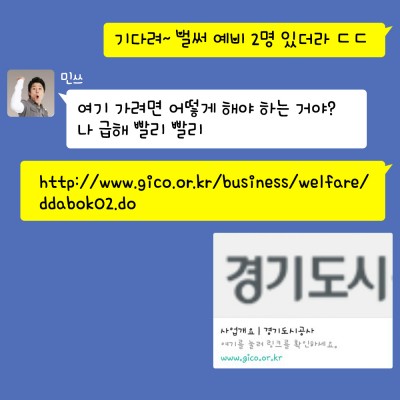 기다려~ 벌써 예비 2명 있더라 ㄷㄷ
민쓰
여기 가려면 어떻게 해야 하는 거야?
나 급해 빨리 빨리
http://www.gico.or.kr/business/welfare/
ddabok02.do
경기도시
사업개요 | 경기도시공사
여기를 눌러 링크를 확인하세요.
www.gico.or.kr